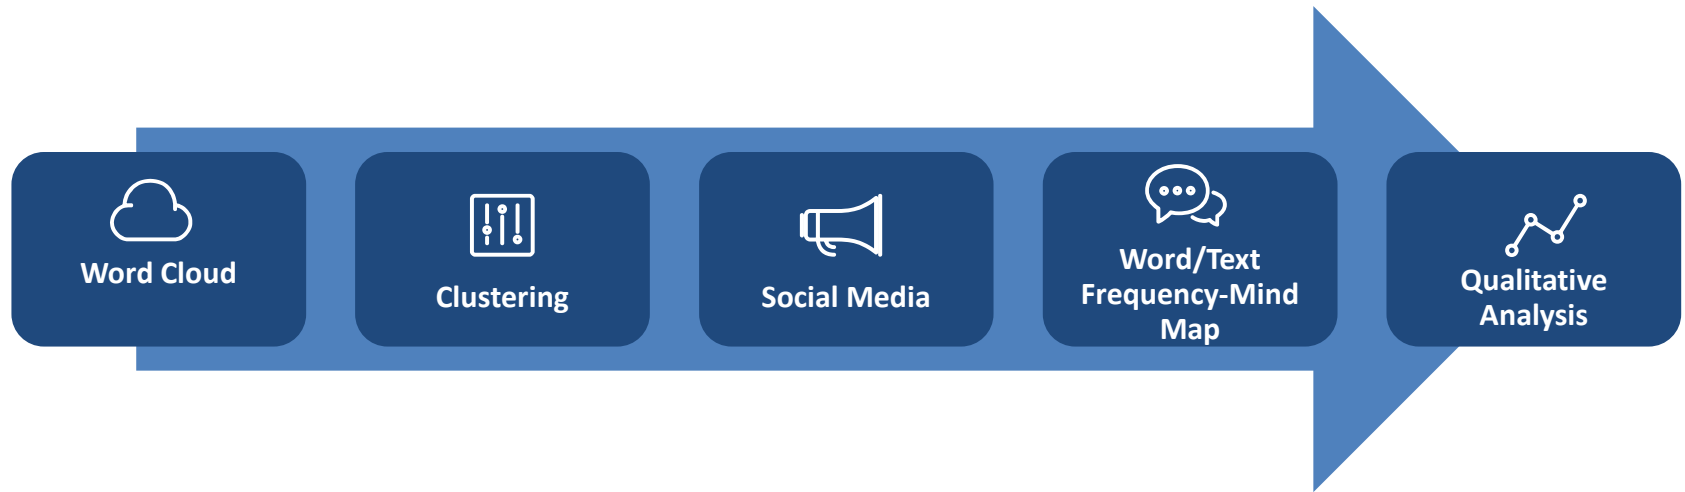 Word Cloud
Clustering
Social Media
Word/Text
Frequency-Mind
Map
Qualitative
Analysis